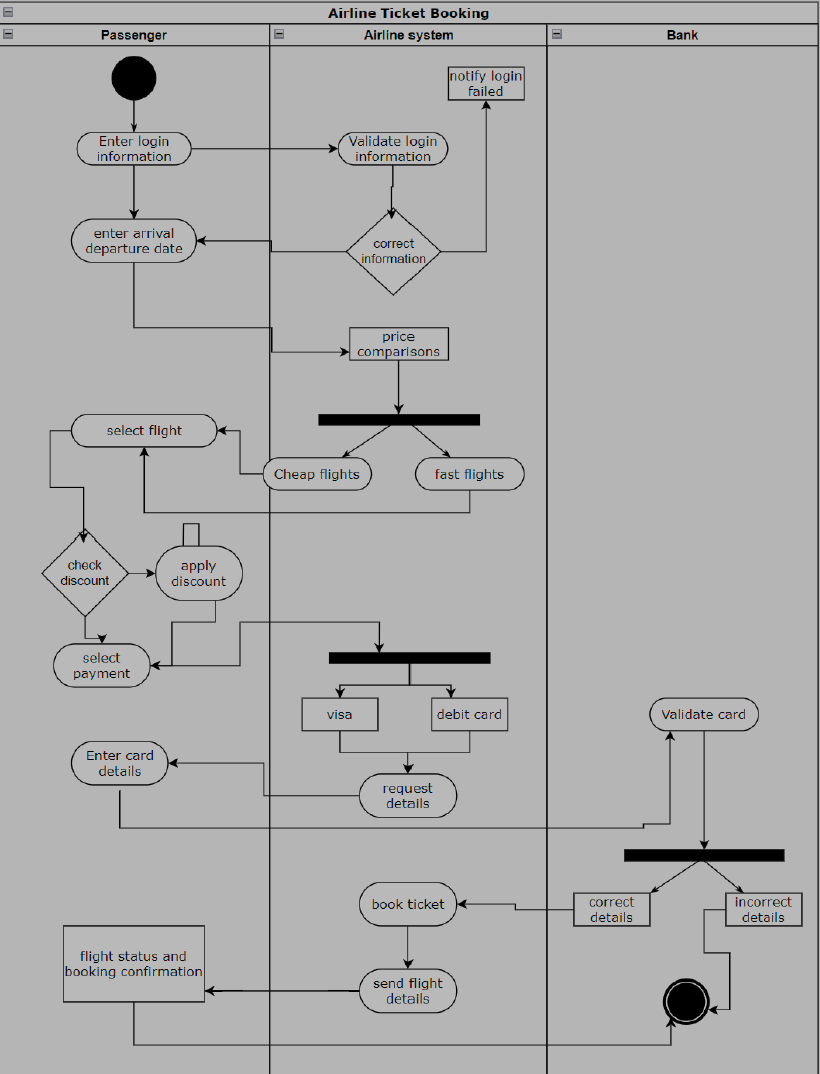 Airline Ticket Booking
Passenger
Airline system
Bank
notify login
failed
Enter login
information
Validate login
information
enter arrival
departure date
correct
information
price
comparisons
select flight
Cheap flights
fast flights
check
discount
apply
discount
select
payment
visa
debit card
Validate card
Enter card
details
request
details
book ticket
correct
details
incorrect
details
flight status and
booking confirmation
send flight
details